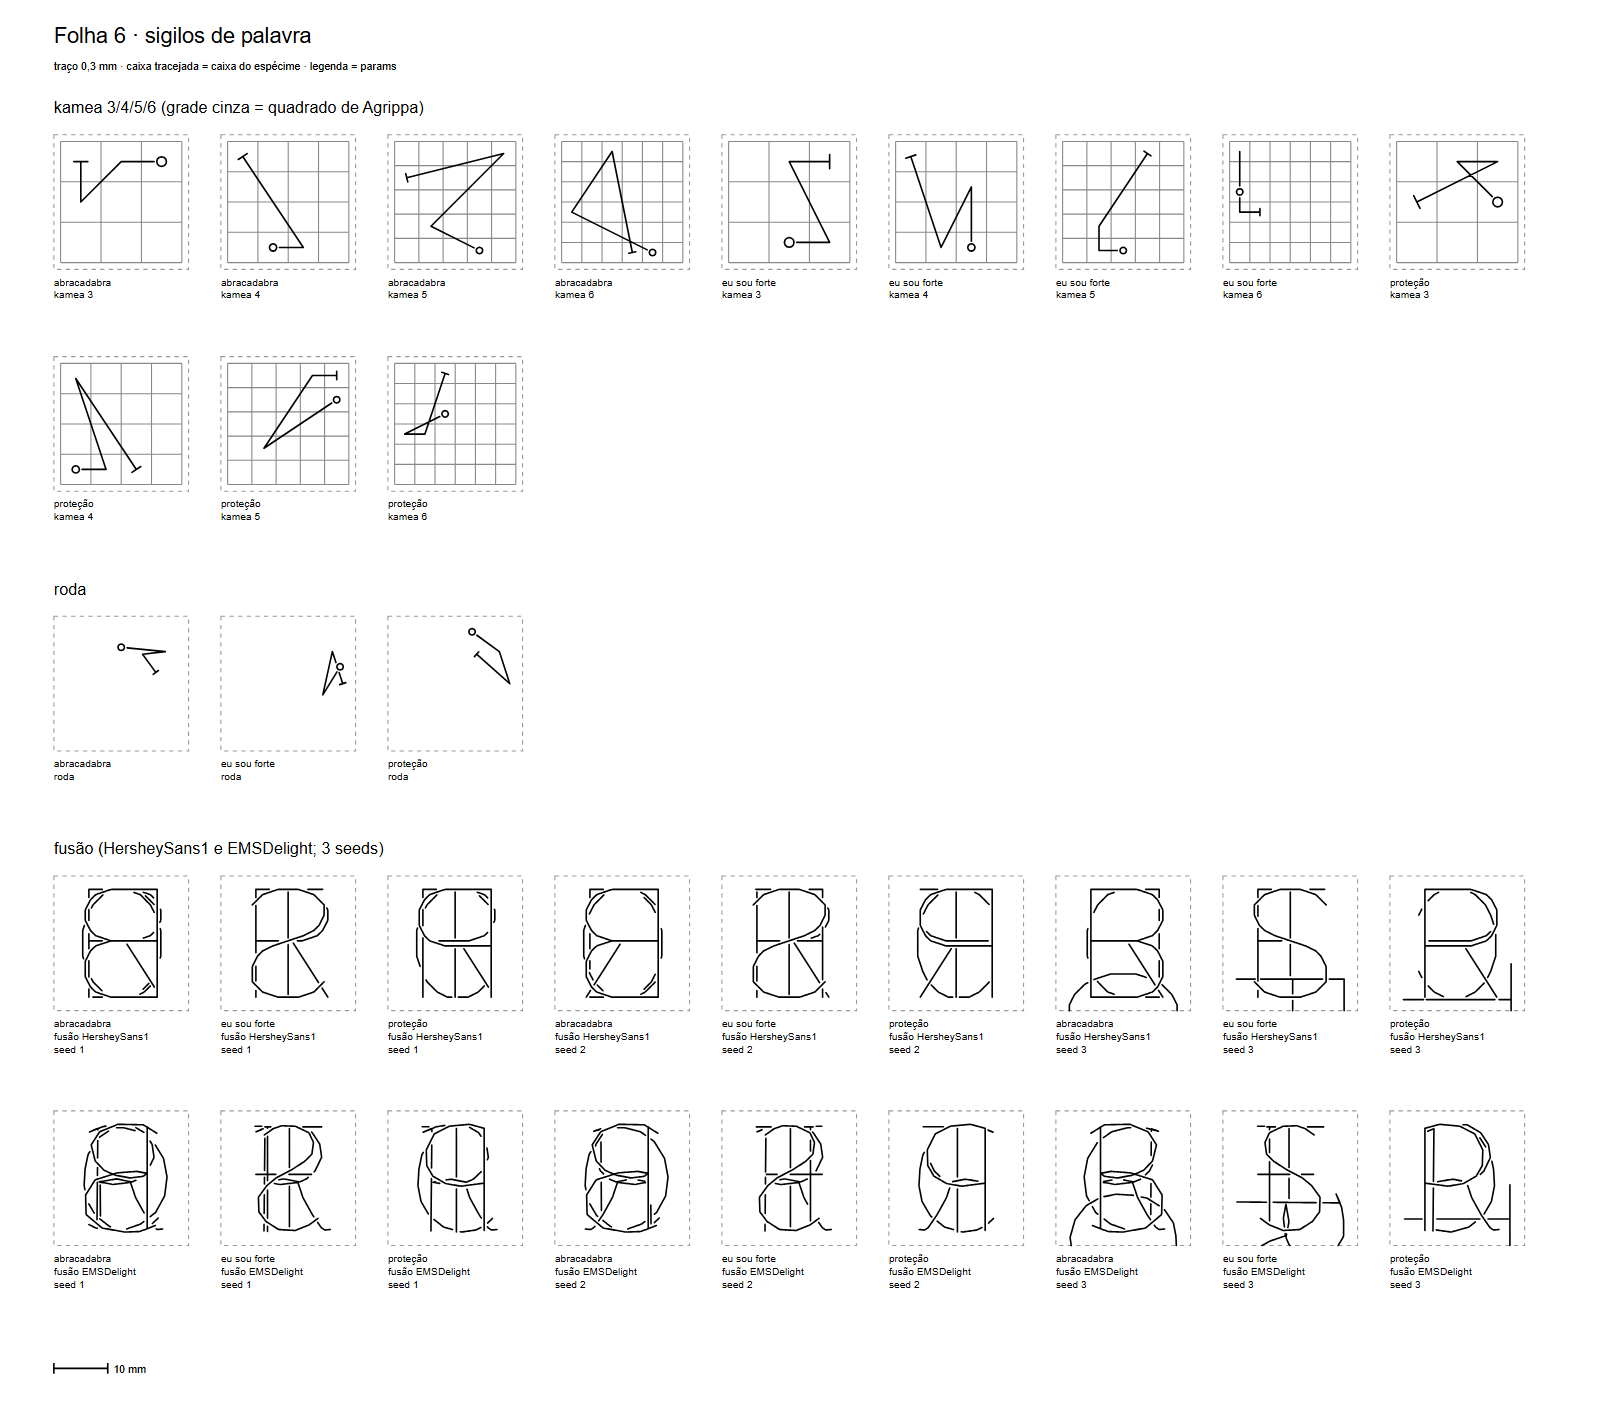 Folha 6 · sigilos de palavra
traço 0,3 mm · caixa tracejada = caixa do espécime · legenda = params
kamea 3/4/5/6 (grade cinza = quadrado de Agrippa)
abracadabra
kamea 3
abracadabra
kamea 4
abracadabra
kamea 5
abracadabra
kamea 6
eu sou forte
kamea 3
eu sou forte
kamea 4
eu sou forte
kamea 5
eu sou forte
kamea 6
proteção
kamea 3
proteção
kamea 4
proteção
kamea 5
proteção
kamea 6
roda
abracadabra
roda
eu sou forte
roda
proteção
roda
fusão (HersheySans1 e EMSDelight; 3 seeds)
abracadabra
fusão HersheySans1
seed 1
eu sou forte
fusão HersheySans1
seed 1
proteção
fusão HersheySans1
seed 1
abracadabra
fusão HersheySans1
seed 2
eu sou forte
fusão HersheySans1
seed 2
proteção
fusão HersheySans1
seed 2
abracadabra
fusão HersheySans1
seed 3
eu sou forte
fusão HersheySans1
seed 3
proteção
fusão HersheySans1
seed 3
abracadabra
fusão EMSDelight
seed 1
eu sou forte
fusão EMSDelight
seed 1
proteção
fusão EMSDelight
seed 1
abracadabra
fusão EMSDelight
seed 2
eu sou forte
fusão EMSDelight
seed 2
proteção
fusão EMSDelight
seed 2
abracadabra
fusão EMSDelight
seed 3
eu sou forte
fusão EMSDelight
seed 3
proteção
fusão EMSDelight
seed 3
10 mm